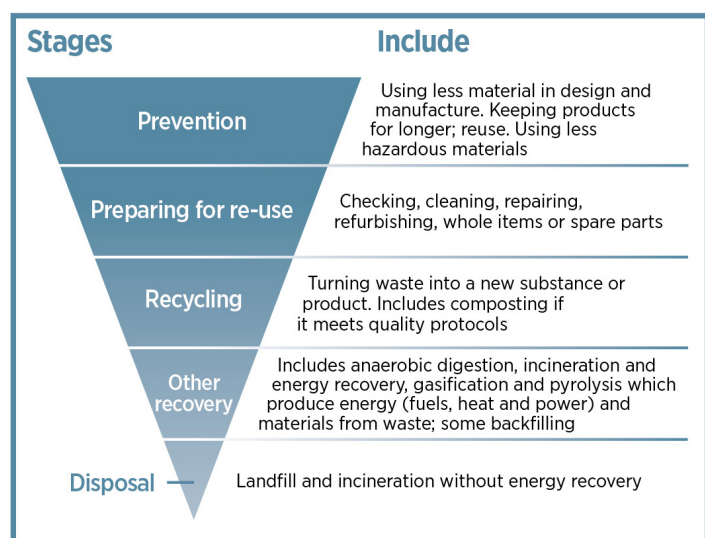 Stages
Include
Prevention
Using less material in design and
manufacture. Keeping products
for longer; reuse. Using less
hazardous materials
Preparing for re-use
Checking, cleaning, repairing,
refurbishing, whole items or spare parts
Recycling
Turning waste into a new substance or
product. Includes composting if
it meets quality protocols
Other
recovery
Includes anaerobic digestion, incineration and
energy recovery, gasification and pyrolysis which
produce energy (fuels, heat and power) and
materials from waste; some backfilling
Disposal
Landfill and incineration without energy recovery